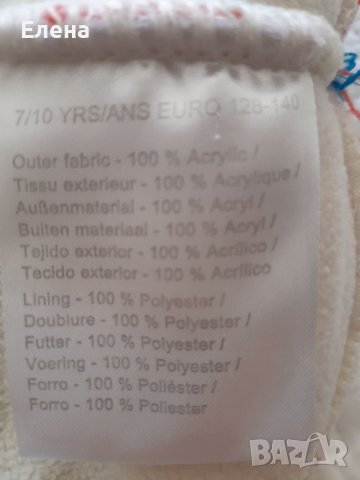 Елена
7/10 YRS/ANS EURO 128-140
Outer fabric - 100 % Acrylic /
Tissu exterieur - 100 % Acrylique /
Außenmaterial - 100 % Acryl /
Buiten materiaal - 100 % Acryl /
Tejido exterior - 100 % Acrílico /
Tecido exterior - 100 % Acrílico
Lining - 100 % Polyester /
Doublure - 100 % Polyester /
Futter - 100 % Polyester /
Voering - 100 % Polyester /
Forro - 100 % Poliéster /
Forro - 100 % Poliester
BAZAR